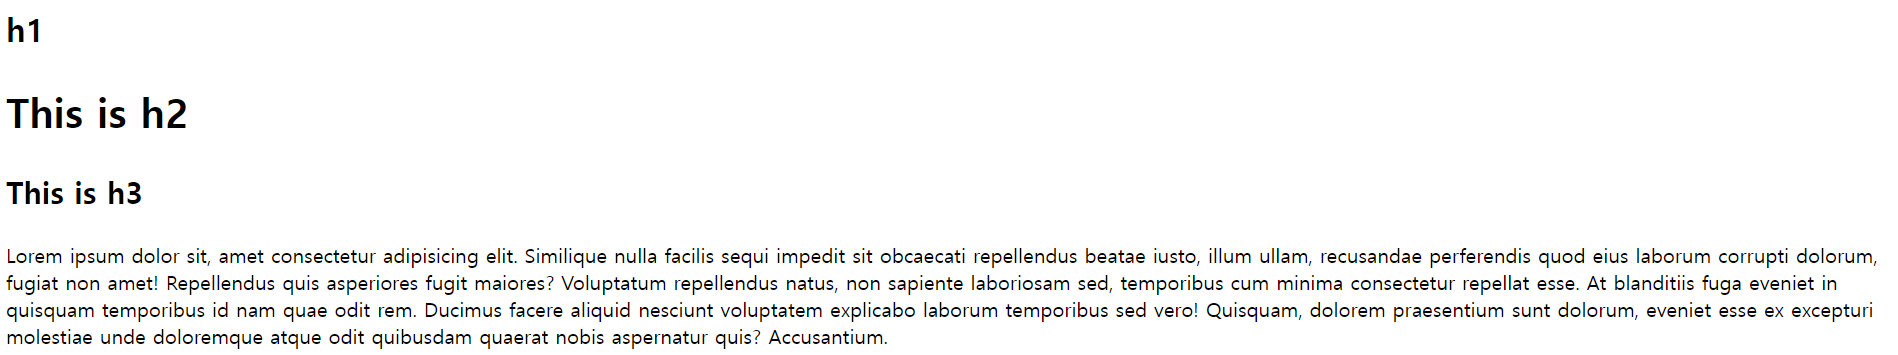 h1
This is h2
This is h3
Lorem ipsum dolor sit, amet consectetur adipisicing elit. Similique nulla facilis sequi impedit sit obcaecati repellendus beatae iusto, illum ullam, recusandae perferendis quod eius laborum corrupti dolorum,
fugiat non amet! Repellendus quis asperiores fugit maiores? Voluptatum repellendus natus, non sapiente laboriosam sed, temporibus cum minima consectetur repellat esse. At blanditiis fuga eveniet in
quisquam temporibus id nam quae odit rem. Ducimus facere aliquid nesciunt voluptatem explicabo laborum temporibus sed vero! Quisquam, dolorem praesentium sunt dolorum, eveniet esse ex excepturi
molestiae unde doloremque atque odit quibusdam quaerat nobis aspernatur quis? Accusantium.